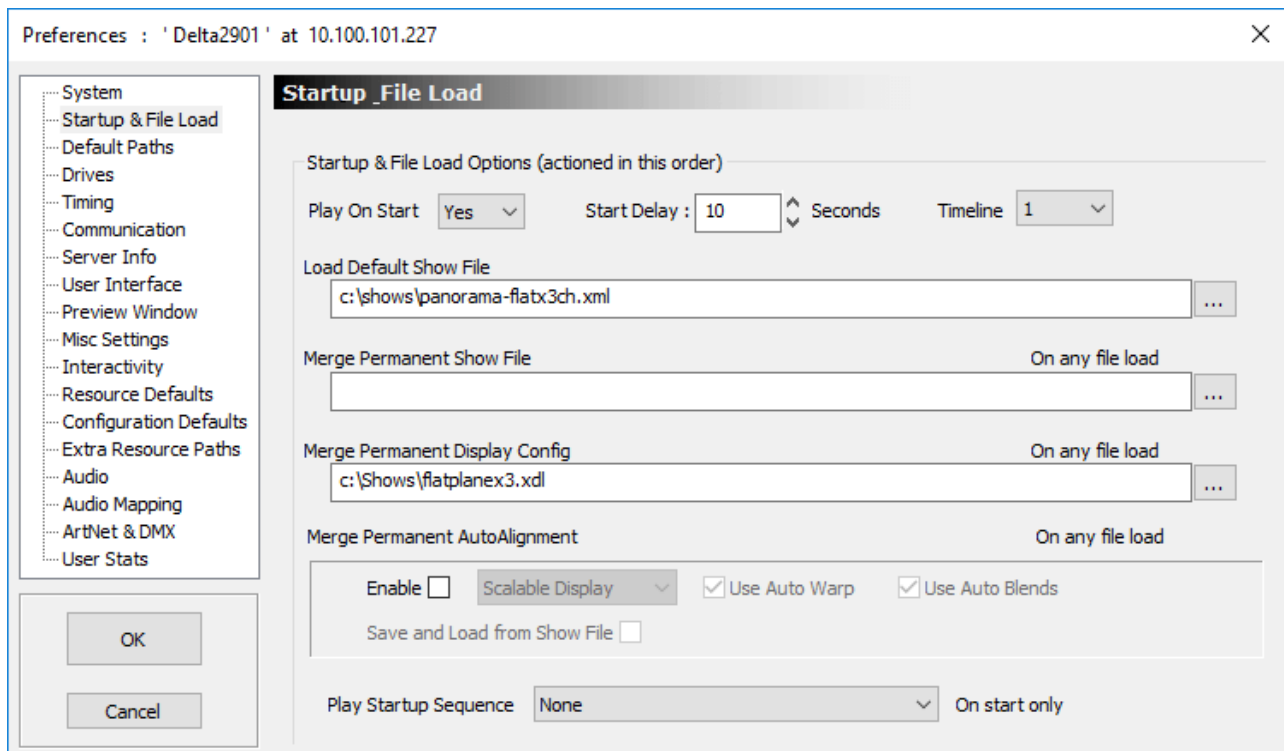 Preferences : ' Delta2901 ' at 10.100.101.227
System
Startup & File Load
Default Paths
Drives
Timing
Communication
Server Info
User Interface
Preview Window
Misc Settings
Interactivity
Resource Defaults
Configuration Defaults
Extra Resource Paths
Audio
Audio Mapping
ArtNet & DMX
User Stats
OK
Cancel
Startup _File Load
Startup & File Load Options (actioned in this order)
Play On Start Yes Start Delay : 10 Seconds Timeline 1
Load Default Show File
c:\shows\panorama-flatx3ch.xml ...
Merge Permanent Show File On any file load
...
Merge Permanent Display Config On any file load
c:\Shows\flatplanex3.xdl ...
Merge Permanent AutoAlignment On any file load
Enable Scalable Display Use Auto Warp Use Auto Blends
Save and Load from Show File
Play Startup Sequence None On start only